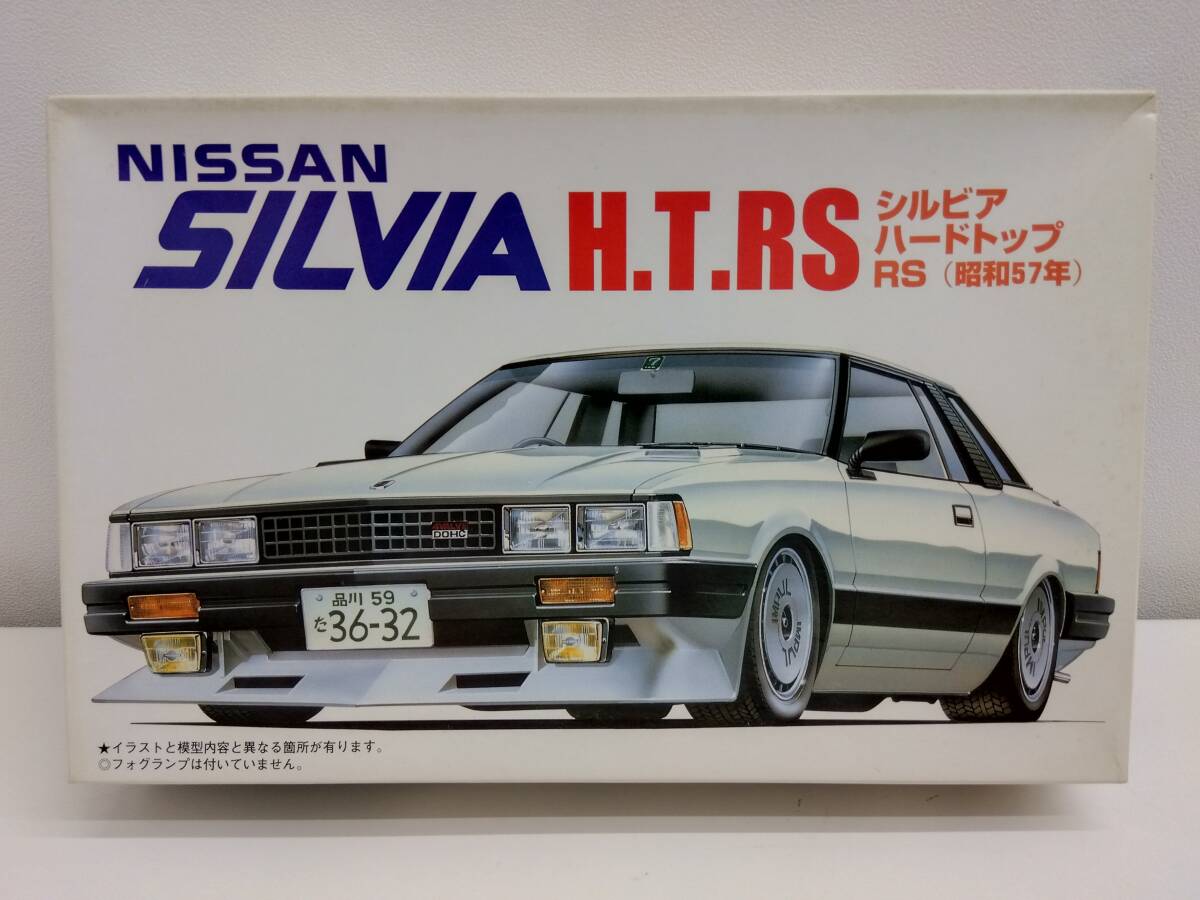 NISSAN
SILVIA H.T.RS
シルビア
ハードトップ
RS（昭和57年）
DOHC
品川 59
た 36-32
IMPUL
IMPUL
IMPUL
★イラストと模型内容と異なる箇所が有ります。
◎フォグランプは付いていません。